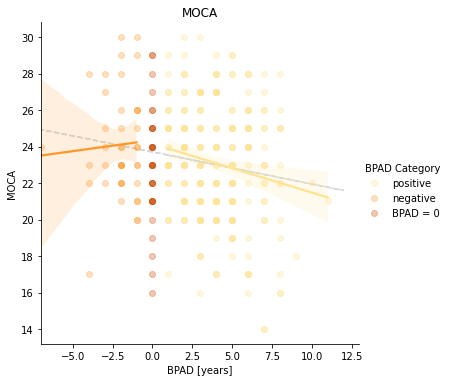 MOCA
30
28
26
24
22
20
18
16
14
MOCA
−5.0
−2.5
0.0
2.5
5.0
7.5
10.0
12.5
BPAD [years]
BPAD Category
positive
negative
BPAD = 0